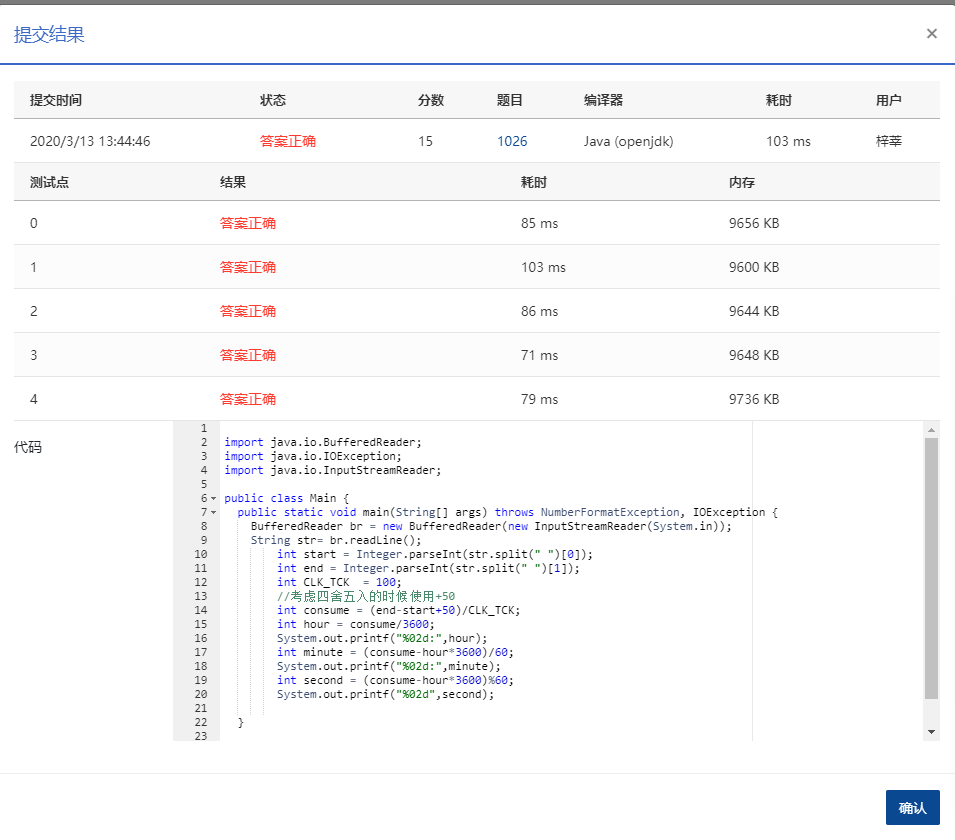 提交结果 ×
提交时间 状态 分数 题目 编译器 耗时 用户
2020/3/13 13:44:46 答案正确 15 1026 Java (openjdk) 103 ms 梓莘
测试点 结果 耗时 内存
0 答案正确 85 ms 9656 KB
1 答案正确 103 ms 9600 KB
2 答案正确 86 ms 9644 KB
3 答案正确 71 ms 9648 KB
4 答案正确 79 ms 9736 KB
代码
1
2 import java.io.BufferedReader;
3 import java.io.IOException;
4 import java.io.InputStreamReader;
5
6 public class Main {
7 public static void main(String[] args) throws NumberFormatException, IOException {
8 BufferedReader br = new BufferedReader(new InputStreamReader(System.in));
9 String str= br.readLine();
10 int start = Integer.parseInt(str.split(" ")[0]);
11 int end = Integer.parseInt(str.split(" ")[1]);
12 int CLK_TCK  = 100;
13 //考虑四舍五入的时候使用+50
14 int consume = (end-start+50)/CLK_TCK;
15 int hour = consume/3600;
16 System.out.printf("%02d:",hour);
17 int minute = (consume-hour*3600)/60;
18 System.out.printf("%02d:",minute);
19 int second = (consume-hour*3600)%60;
20 System.out.printf("%02d",second);
21
22 }
23
确认